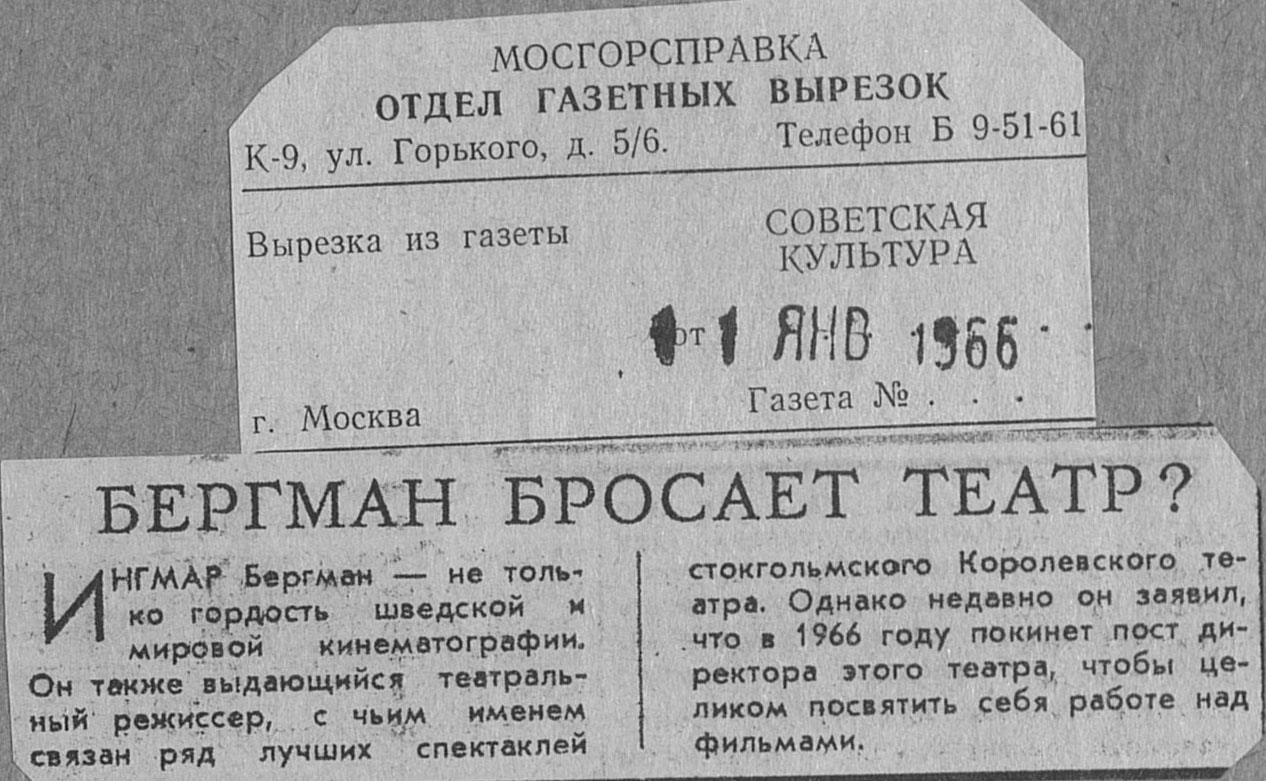 МОСГОРСПРАВКА
ОТДЕЛ ГАЗЕТНЫХ ВЫРЕЗОК
К-9, ул. Горького, д. 5/6. Телефон Б 9-51-61
Вырезка из газеты
СОВЕТСКАЯ
КУЛЬТУРА
от 1 ЯНВ 1966 . .
г. Москва
Газета № . . .
БЕРГМАН БРОСАЕТ ТЕАТР?
ИНГМАР Бергман — не толь-
ко гордость шведской и
мировой кинематографии.
Он также выдающийся театраль-
ный режиссер, с чьим именем
связан ряд лучших спектаклей
стокгольмского Королевского те-
атра. Однако недавно он заявил,
что в 1966 году покинет пост ди-
ректора этого театра, чтобы це-
ликом посвятить себя работе над
фильмами.